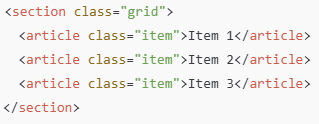 <section class="grid">
  <article class="item">Item 1</article>
  <article class="item">Item 2</article>
  <article class="item">Item 3</article>
</section>